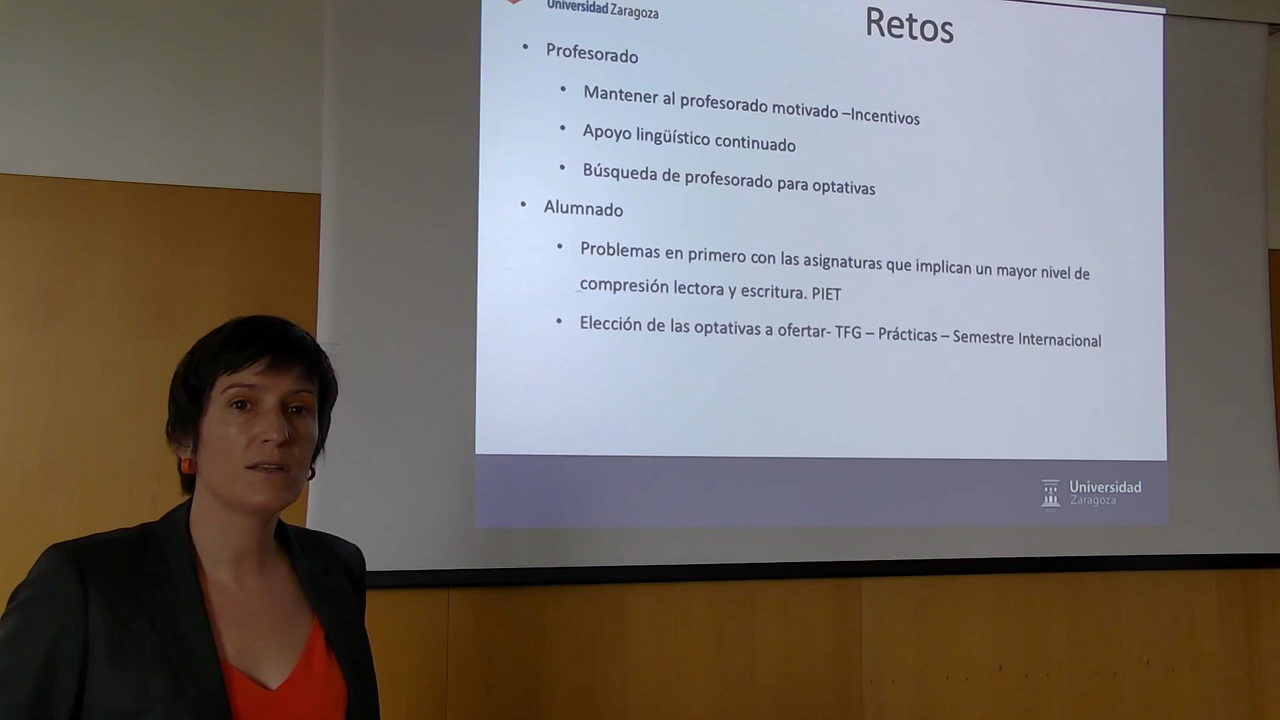 Universidad Zaragoza
Retos
• Profesorado
• Mantener al profesorado motivado –Incentivos
• Apoyo lingüístico continuado
• Búsqueda de profesorado para optativas
• Alumnado
• Problemas en primero con las asignaturas que implican un mayor nivel de
compresión lectora y escritura. PIET
• Elección de las optativas a ofertar- TFG – Prácticas – Semestre Internacional
Universidad
Zaragoza